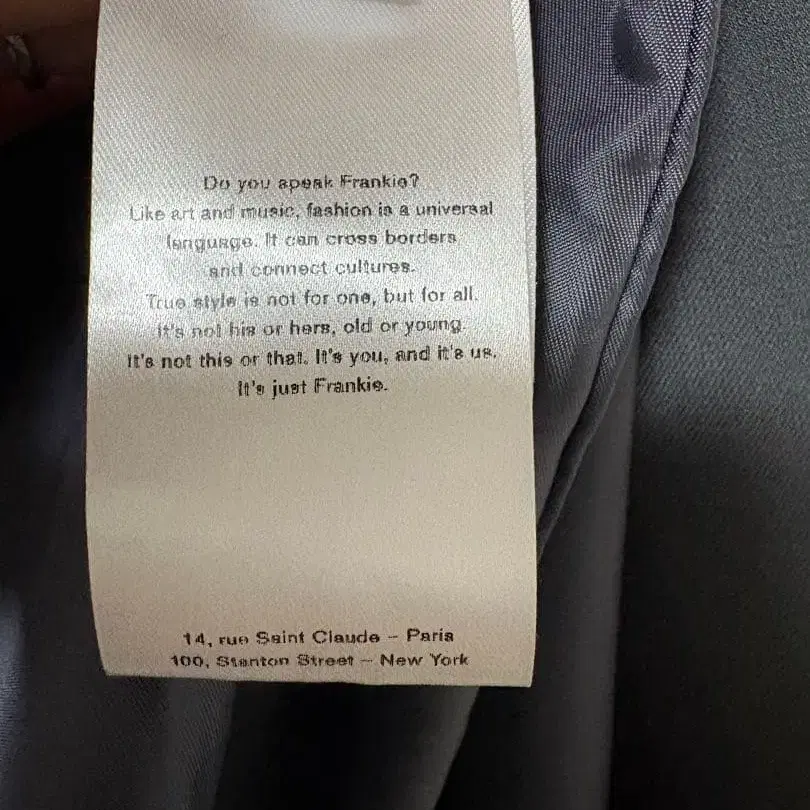 Do you speak Frankie?
Like art and music, fashion is a universal
language. It can cross borders
and connect cultures.
True style is not for one, but for all.
It's not his or hers, old or young.
It's not this or that. It's you, and it's us.
It's just Frankie.
14, rue Saint Claude – Paris
100, Stanton Street – New York